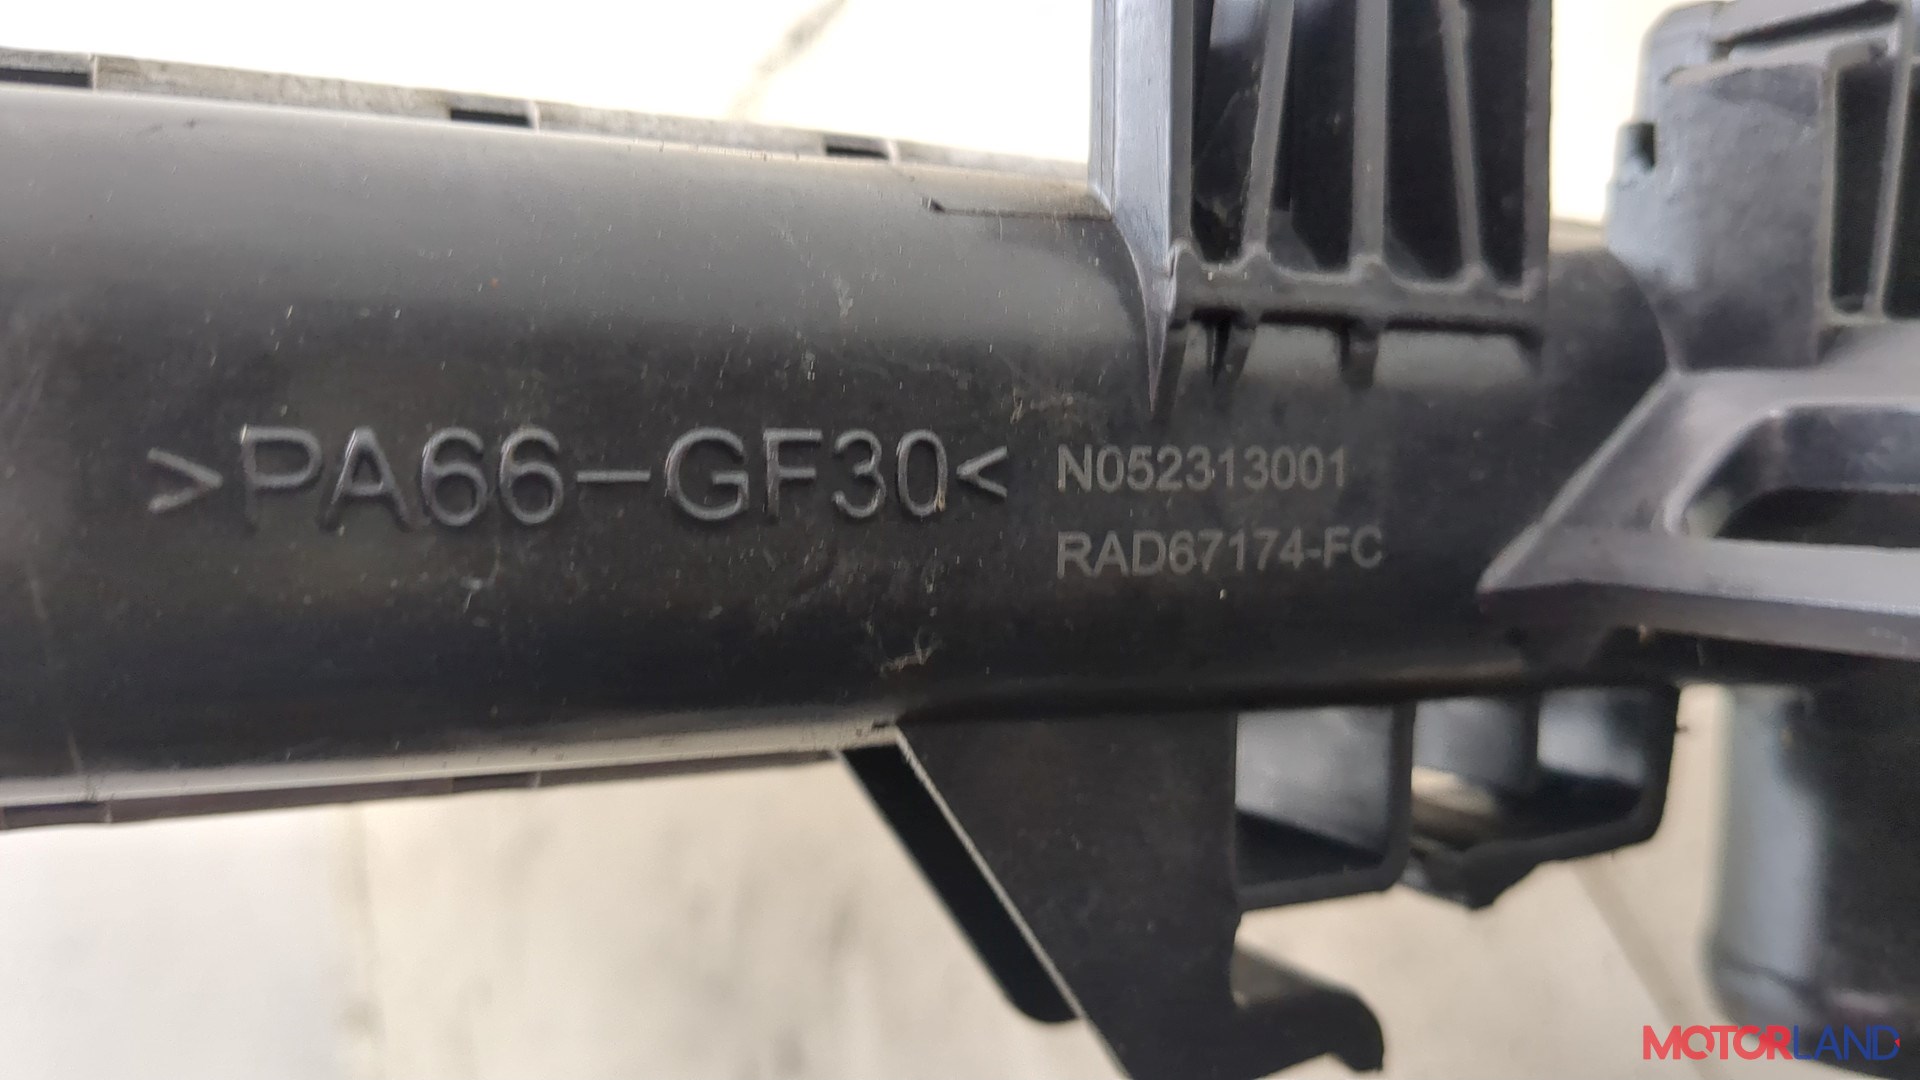 >PA66-GF30<
N052313001
RAD67174-FC
MOTORLAND